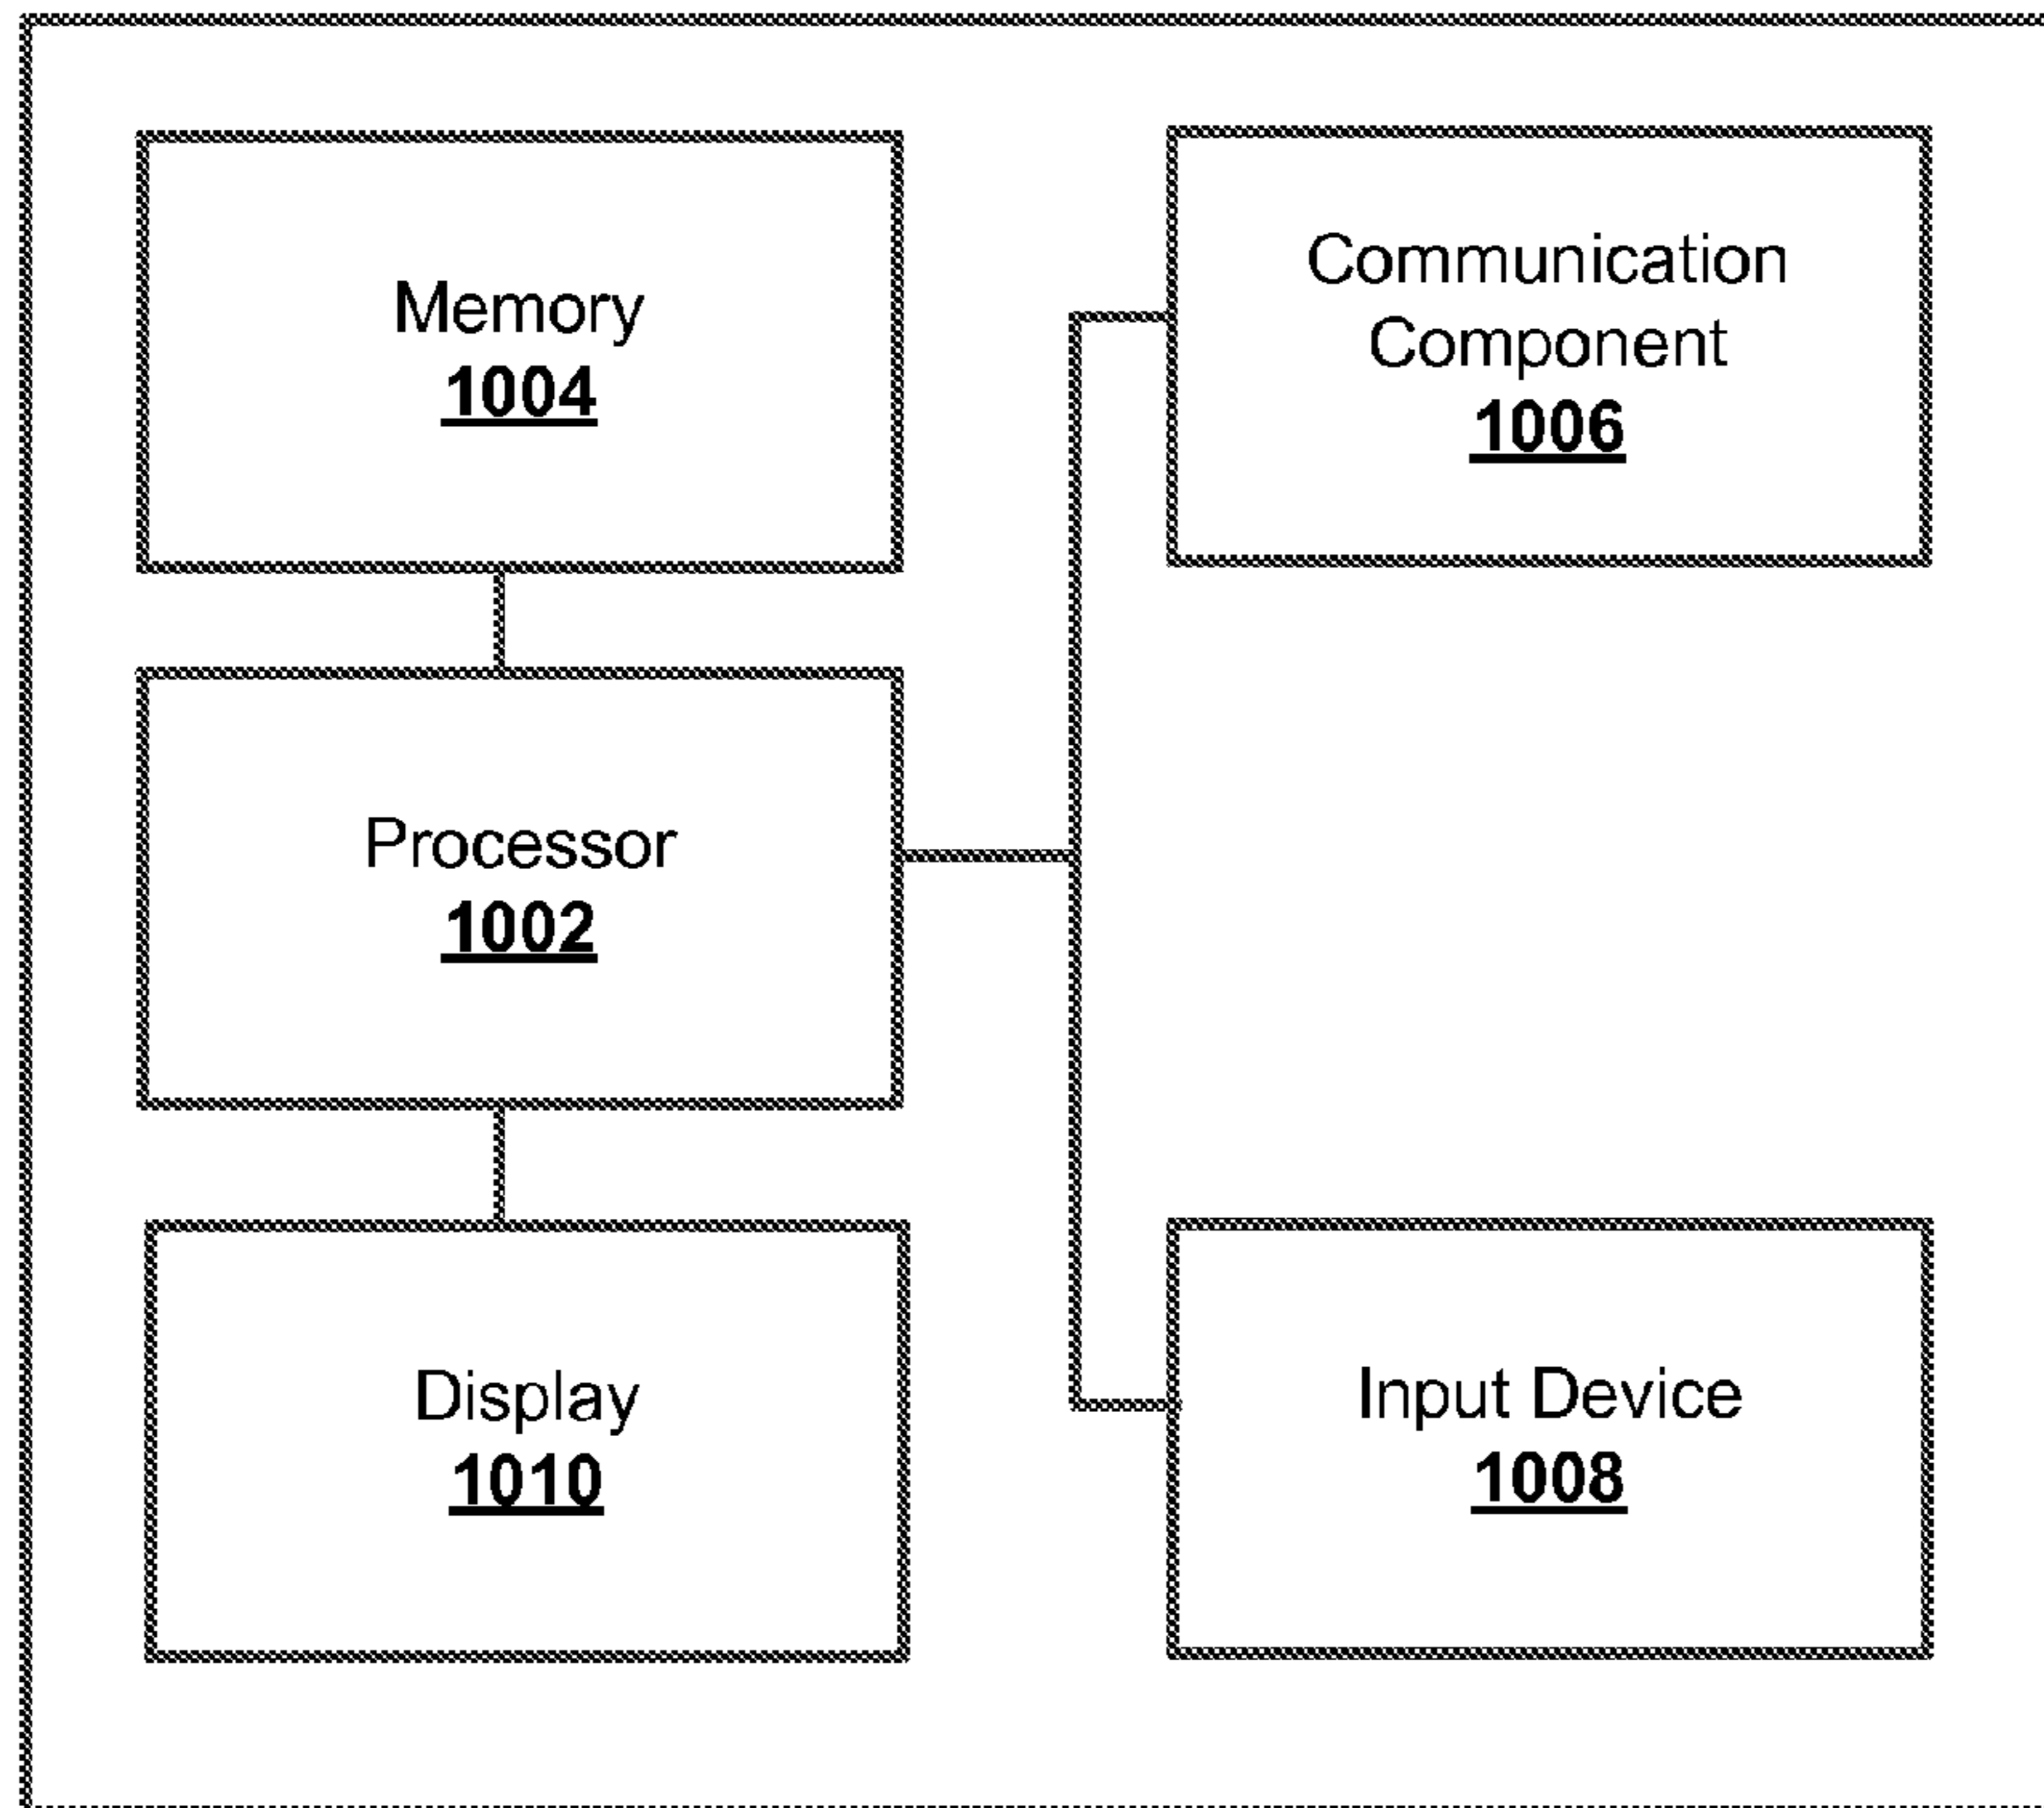 Memory
1004
Communication
Component
1006
Processor
1002
Display
1010
Input Device
1008